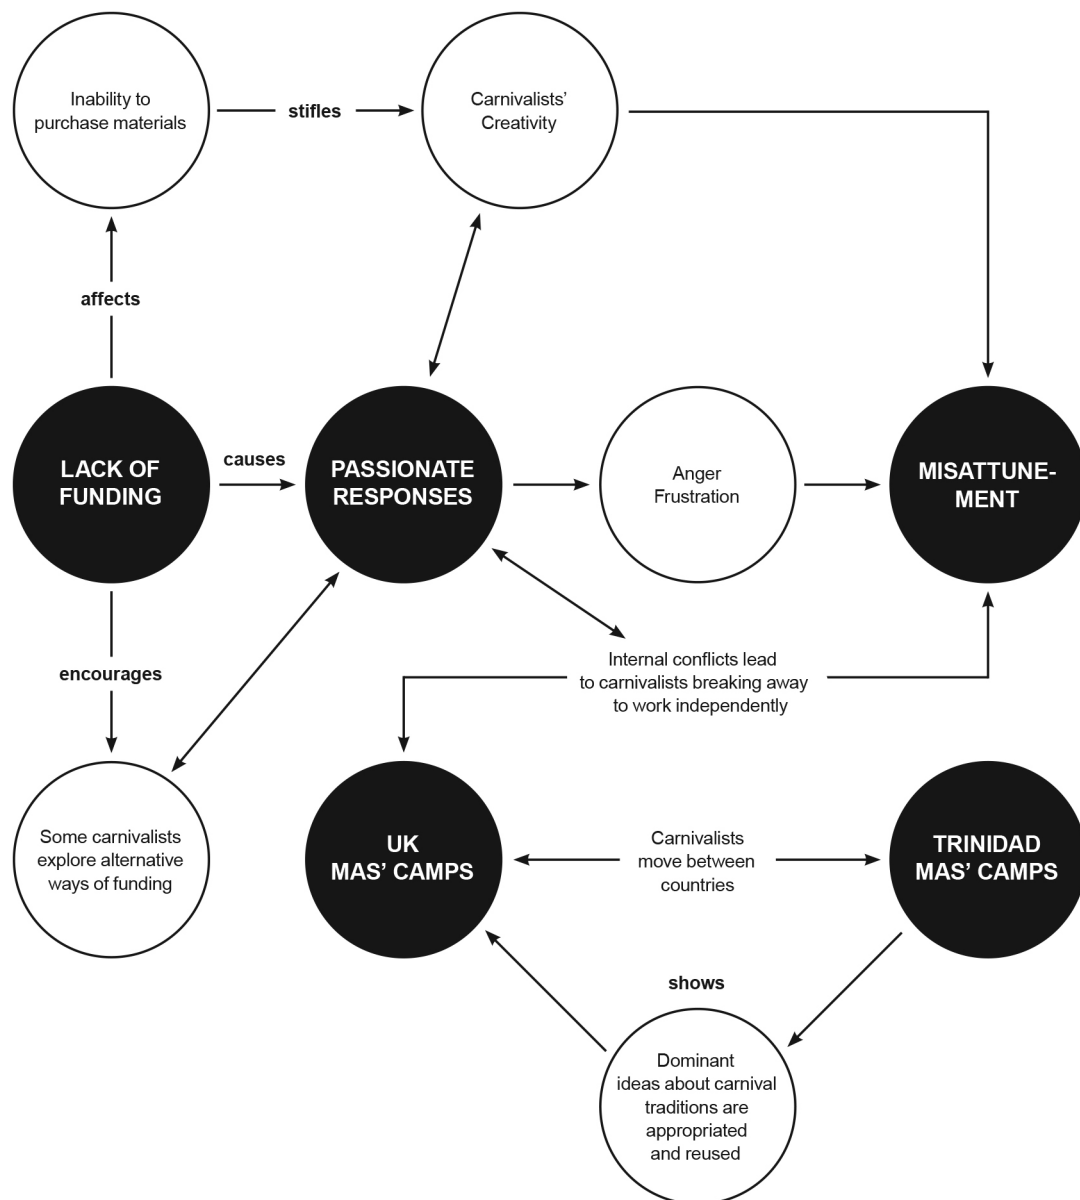 Inability to
purchase materials
stifles
Carnivalists’
Creativity
affects
LACK OF
FUNDING
causes
PASSIONATE
RESPONSES
Anger
Frustration
MISATTUNE-
MENT
encourages
Internal conflicts lead
to carnivalists breaking away
to work independently
Some carnivalists
explore alternative
ways of funding
UK
MAS’ CAMPS
Carnivalists
move between
countries
TRINIDAD
MAS’ CAMPS
shows
Dominant
ideas about carnival
traditions are
appropriated
and reused